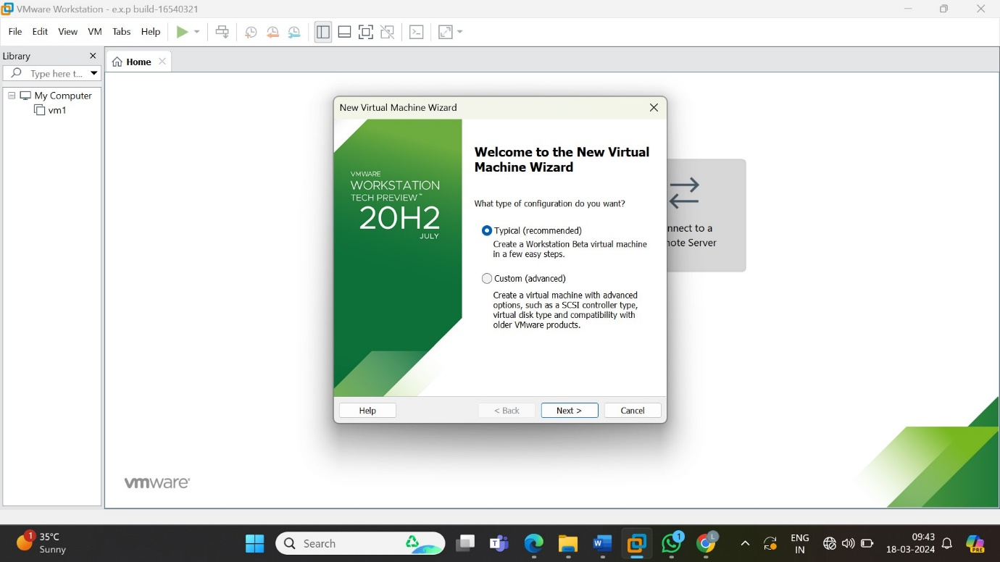 VMware Workstation - e.x.p build-16540321
File Edit View VM Tabs Help
Library
Home
Type here t...
My Computer
vm1
New Virtual Machine Wizard
VMWARE
WORKSTATION
TECH PREVIEW™
20H2
JULY
Welcome to the New Virtual
Machine Wizard
What type of configuration do you want?
Typical (recommended)
Create a Workstation Beta virtual machine
in a few easy steps.
Custom (advanced)
Create a virtual machine with advanced
options, such as a SCSI controller type,
virtual disk type and compatibility with
older VMware products.
Help < Back Next > Cancel
nnect to a
ote Server
vmware®
1
35°C
Sunny
Search
1
L
ENG
IN
09:43
18-03-2024
PRE